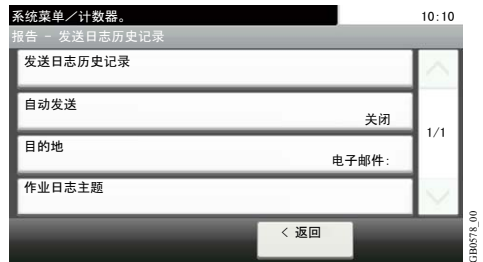 系统菜单／计数器。
10:10
报告 - 发送日志历史记录
发送日志历史记录
自动发送
关闭
1/1
目的地
电子邮件:
作业日志主题
< 返回
GB0578_00